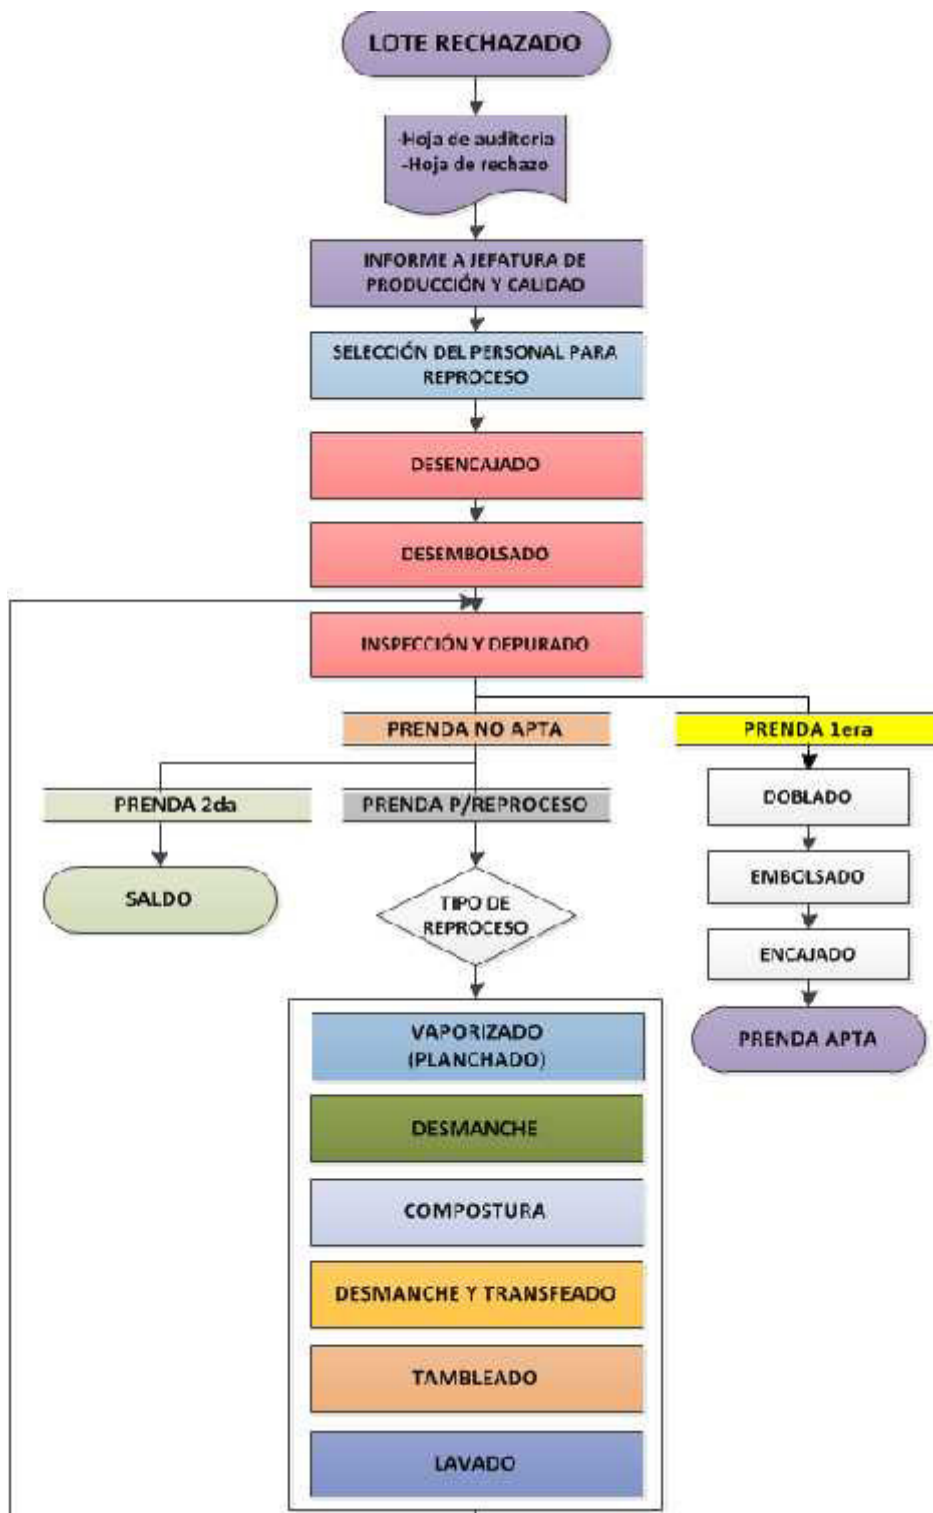 LOTE RECHAZADO
-Hoja de auditoria
-Hoja de rechazo
INFORME A JEFATURA DE
PRODUCCIÓN Y CALIDAD
SELECCIÓN DEL PERSONAL PARA
REPROCESO
DESENCAJADO
DESEMBOLSADO
INSPECCIÓN Y DEPURADO
PRENDA NO APTA
PRENDA 1era
PRENDA 2da
PRENDA P/REPROCESO
DOBLADO
SALDO
TIPO DE
REPROCESO
EMBOLSADO
ENCAJADO
PRENDA APTA
VAPORIZADO
(PLANCHADO)
DESMANCHE
COMPOSTURA
DESMANCHE Y TRANSFEADO
TAMBLEADO
LAVADO